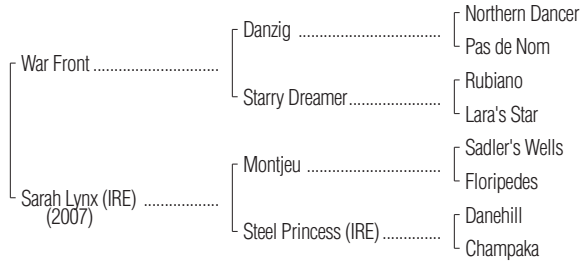 Northern Dancer
Danzig ..................................
Pas de Nom
War Front ..............................
Rubiano
Starry Dreamer......................
Lara's Star
Sadler's Wells
Montjeu ................................
Floripedes
Sarah Lynx (IRE) ..................
(2007)
Danehill
Steel Princess (IRE) ..............
Champaka